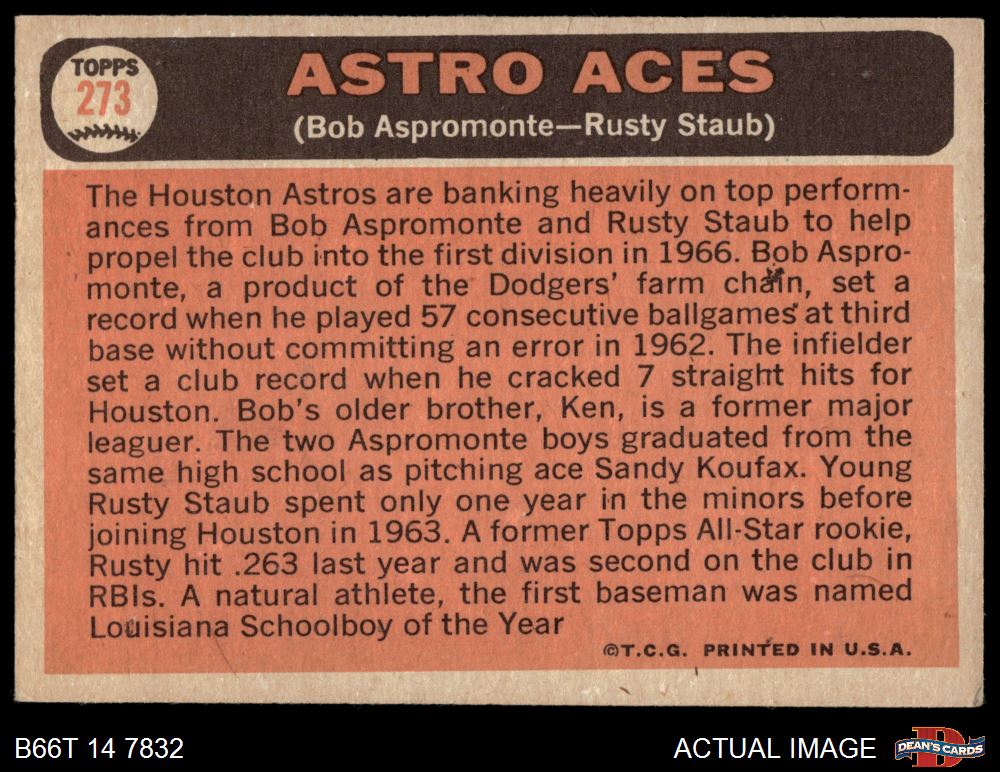 TOPPS
273
ASTRO ACES
(Bob Aspromonte—Rusty Staub)
The Houston Astros are banking heavily on top perform-
ances from Bob Aspromonte and Rusty Staub to help
propel the club into the first division in 1966. Bob Aspro-
monte, a product of the Dodgers' farm chain, set a
record when he played 57 consecutive ballgames at third
base without committing an error in 1962. The infielder
set a club record when he cracked 7 straight hits for
Houston. Bob's older brother, Ken, is a former major
leaguer. The two Aspromonte boys graduated from the
same high school as pitching ace Sandy Koufax. Young
Rusty Staub spent only one year in the minors before
joining Houston in 1963. A former Topps All-Star rookie,
Rusty hit .263 last year and was second on the club in
RBIs. A natural athlete, the first baseman was named
Louisiana Schoolboy of the Year
©T.C.G. PRINTED IN U.S.A.
B66T 14 7832
ACTUAL IMAGE
DEAN'S CARDS